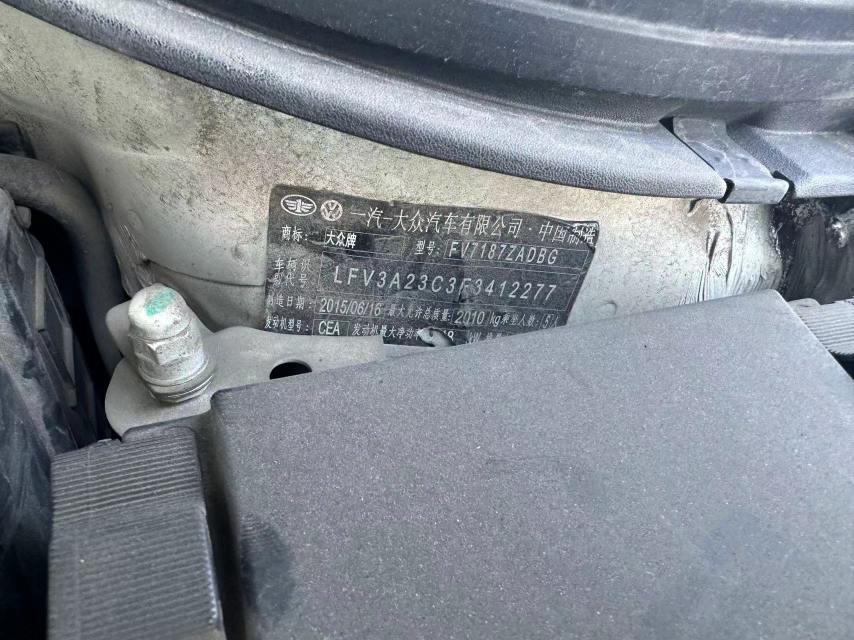 一汽-大众汽车有限公司·中国制造
商标: 大众牌 型号: FV7187ZADBG
车辆识
别代号 LFV3A23C3F3412277
制造日期: 2015/06/16 最大允许总质量: 2010 kg 乘坐人数: 5人
发动机型号: CEA 发动机最大净功率